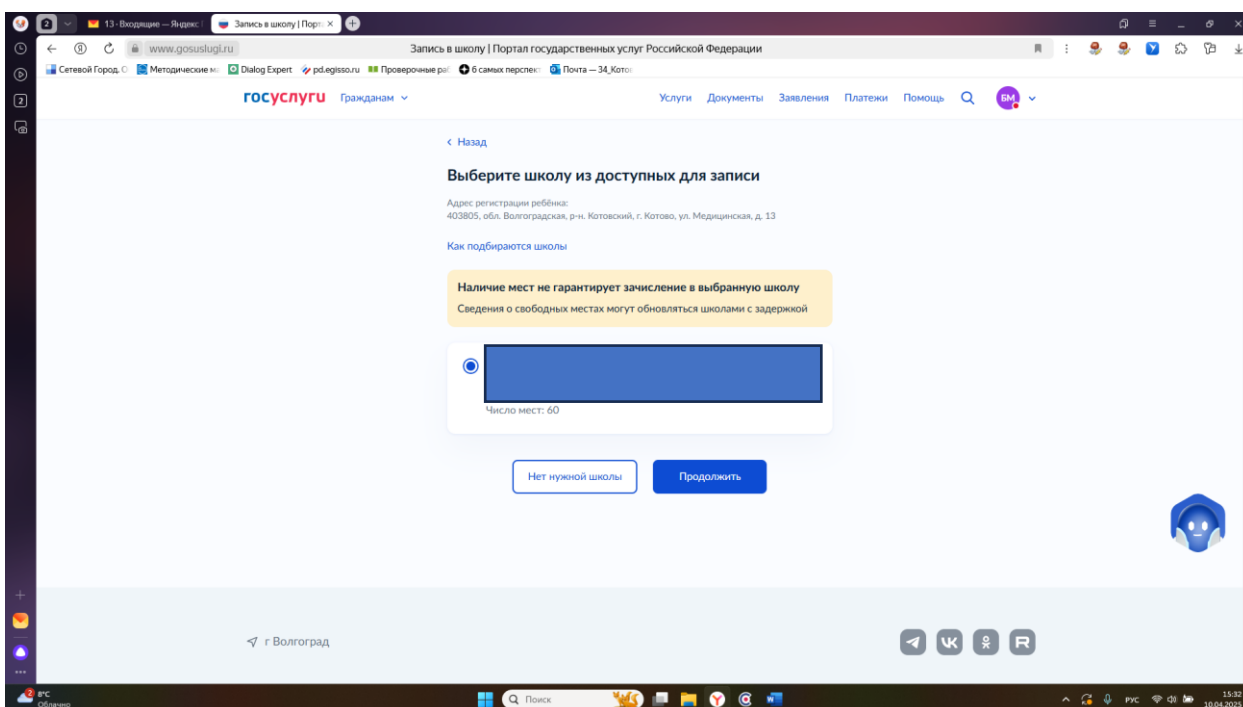 2
13 · Входящие — Яндекс
Запись в школу | Порт
www.gosuslugi.ru
Запись в школу | Портал государственных услуг Российской Федерации
Сетевой Город. О
Методические м
Dialog Expert
pd.egisso.ru
Проверочные ра
6 самых перспек
Почта — 34_Кото
2
госуслуги
Гражданам
Услуги
Документы
Заявления
Платежи
Помощь
БМ
Назад
Выберите школу из доступных для записи
Адрес регистрации ребёнка:
403805, обл. Волгоградская, р-н. Котовский, г. Котово, ул. Медицинская, д. 13
Как подбираются школы
Наличие мест не гарантирует зачисление в выбранную школу
Сведения о свободных местах могут обновляться школами с задержкой
Число мест: 60
Нет нужной школы
Продолжить
г Волгоград
2
8°C
Облачно
Поиск
РУС
15:32
10.04.2025